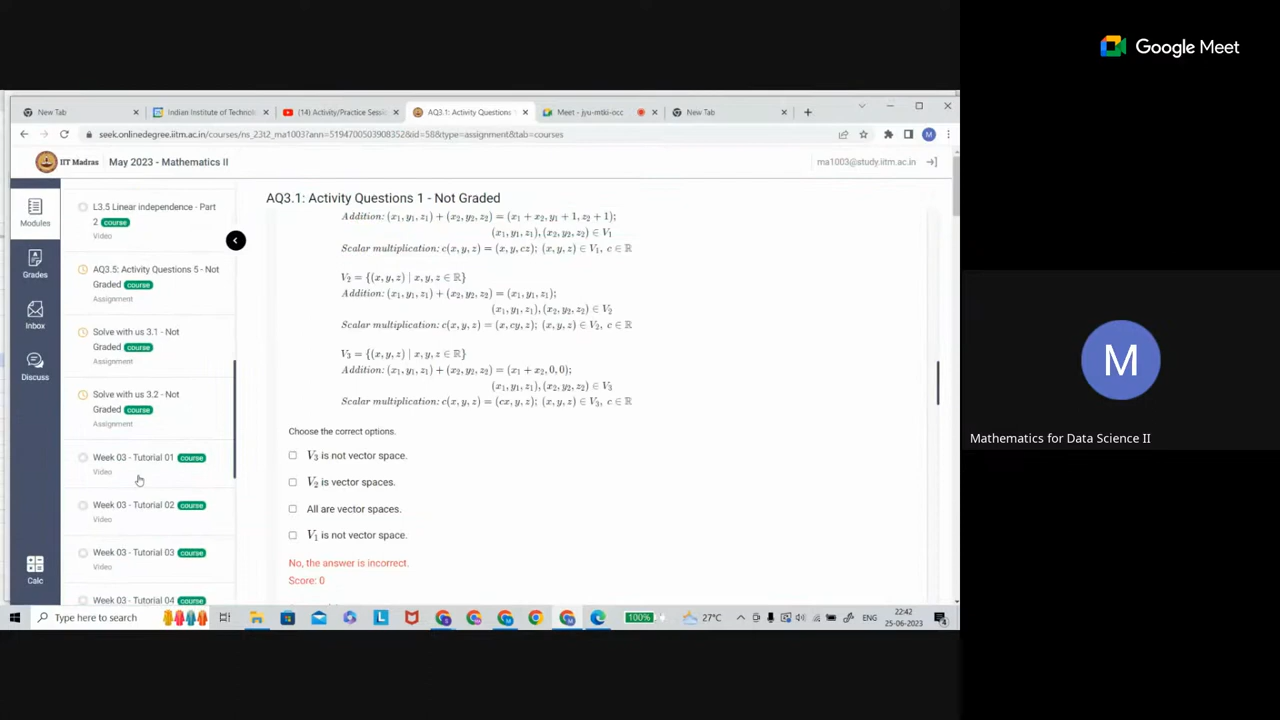 Google Meet
New Tab
Indian Institute of Technol
(14) Activity/Practice Sessi
AQ3.1: Activity Questions
Meet - jyu-mtki-occ
New Tab
seek.onlinedegree.iitm.ac.in/courses/ns_23t2_ma1003?ann=5194700503908352&id=58&type=assignment&tab=courses
IIT Madras
May 2023 - Mathematics II
ma1003@study.iitm.ac.in
Modules
Grades
Inbox
Discuss
Calc
L3.5 Linear independence - Part
2 course
Video
AQ3.5: Activity Questions 5 - Not
Graded course
Assignment
Solve with us 3.1 - Not
Graded course
Assignment
Solve with us 3.2 - Not
Graded course
Assignment
Week 03 - Tutorial 01 course
Video
Week 03 - Tutorial 02 course
Video
Week 03 - Tutorial 03 course
Video
Week 03 - Tutorial 04 course
AQ3.1: Activity Questions 1 - Not Graded
Addition: (x₁, y₁, z₁) + (x₂, y₂, z₂) = (x₁ + x₂, y₁ + 1, z₂ + 1);
(x₁, y₁, z₁), (x₂, y₂, z₂) ∈ V₁
Scalar multiplication: c(x, y, z) = (x, y, cz); (x, y, z) ∈ V₁, c ∈ ℝ
V₂ = {(x, y, z) | x, y, z ∈ ℝ}
Addition: (x₁, y₁, z₁) + (x₂, y₂, z₂) = (x₁, y₁, z₁);
(x₁, y₁, z₁), (x₂, y₂, z₂) ∈ V₂
Scalar multiplication: c(x, y, z) = (x, cy, z); (x, y, z) ∈ V₂, c ∈ ℝ
V₃ = {(x, y, z) | x, y, z ∈ ℝ}
Addition: (x₁, y₁, z₁) + (x₂, y₂, z₂) = (x₁ + x₂, 0, 0);
(x₁, y₁, z₁), (x₂, y₂, z₂) ∈ V₃
Scalar multiplication: c(x, y, z) = (cx, y, z); (x, y, z) ∈ V₃, c ∈ ℝ
Choose the correct options.
V₃ is not vector space.
V₂ is vector spaces.
All are vector spaces.
V₁ is not vector space.
No, the answer is incorrect.
Score: 0
M
Mathematics for Data Science II
Type here to search
100%
27°C
ENG
22:42
25-06-2023
4